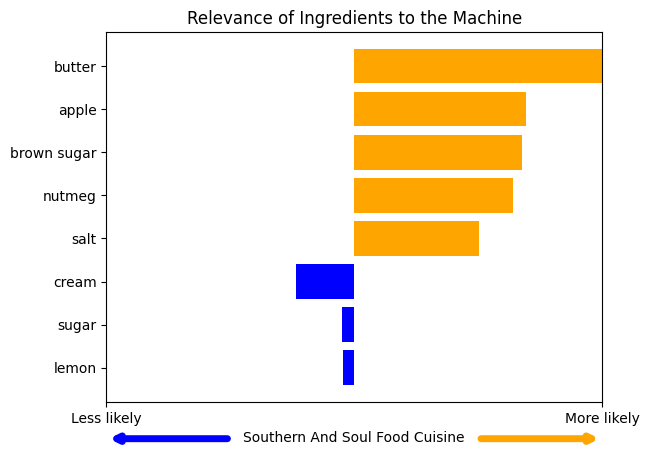 Relevance of Ingredients to the Machine
butter
apple
brown sugar
nutmeg
salt
cream
sugar
lemon
Less likely
More likely
Southern And Soul Food Cuisine